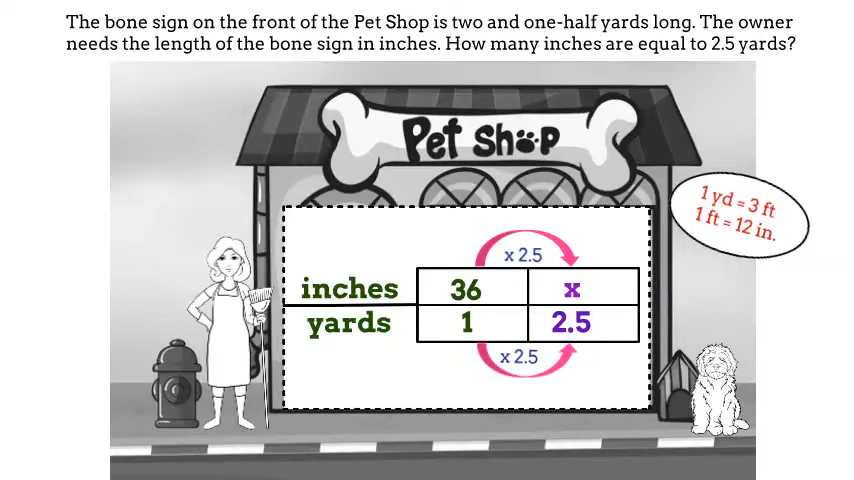 The bone sign on the front of the Pet Shop is two and one-half yards long. The owner
needs the length of the bone sign in inches. How many inches are equal to 2.5 yards?
Pet Shop
1 yd = 3 ft
1 ft = 12 in.
x 2.5
inches 36 x
yards 1 2.5
x 2.5